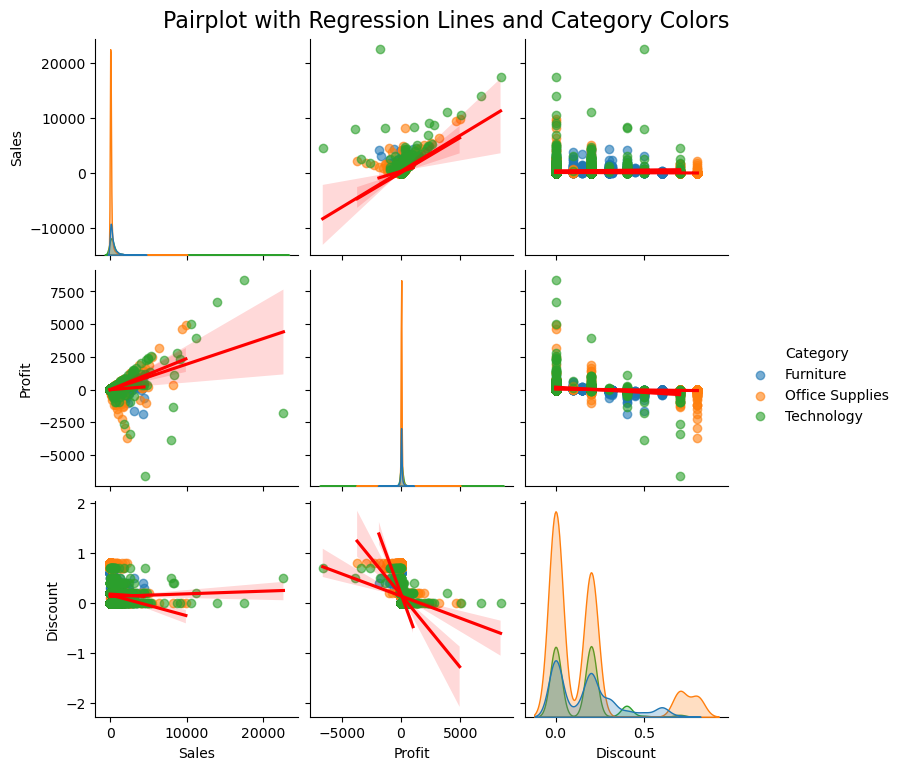 Pairplot with Regression Lines and Category Colors
20000
10000
0
−10000
Sales
7500
5000
2500
0
−2500
−5000
Profit
Category
Furniture
Office Supplies
Technology
2
1
0
−1
−2
Discount
0 10000 20000
−5000 0 5000
0.0 0.5
Sales Profit Discount